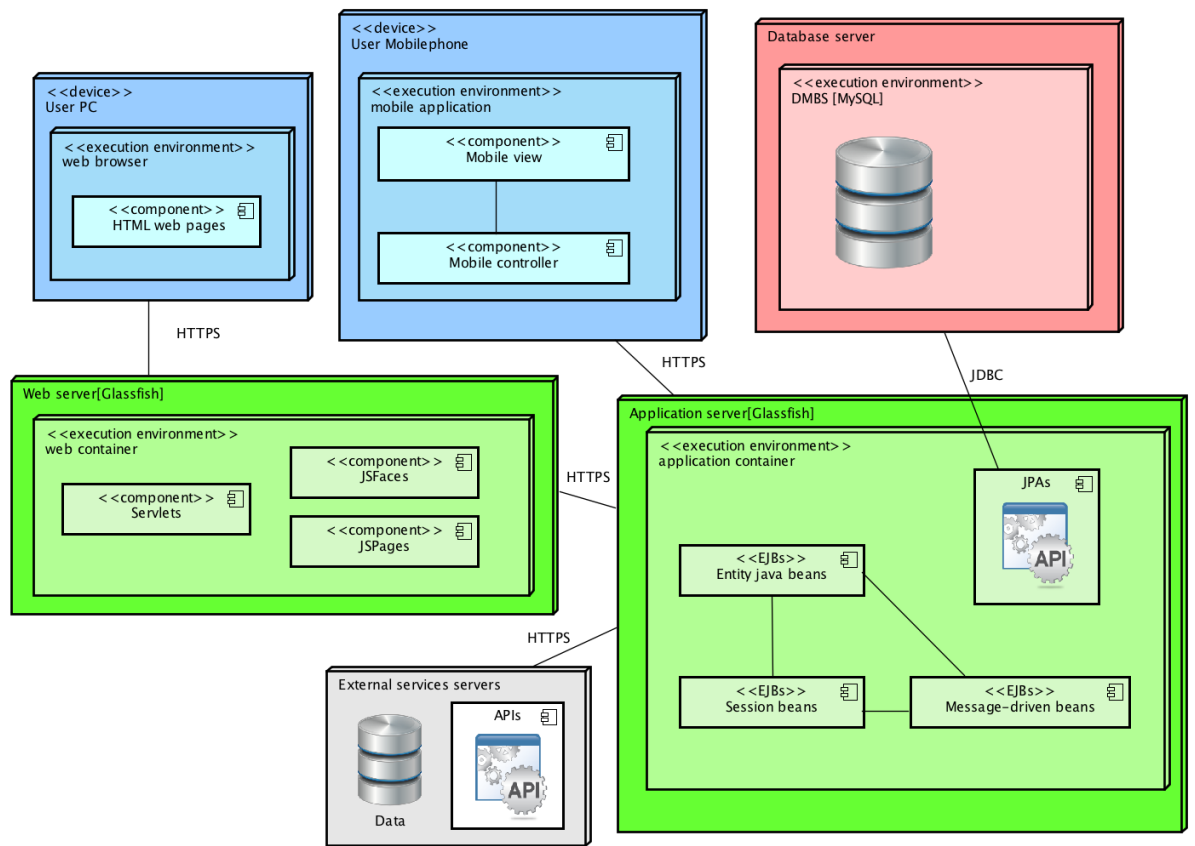 <<device>>
User PC
<<execution environment>>
web browser
<<component>>
HTML web pages
<<device>>
User Mobilephone
<<execution environment>>
mobile application
<<component>>
Mobile view
<<component>>
Mobile controller
Database server
<<execution environment>>
DMBS [MySQL]
HTTPS
HTTPS
JDBC
Web server[Glassfish]
<<execution environment>>
web container
<<component>>
Servlets
<<component>>
JSFaces
<<component>>
JSPages
HTTPS
Application server[Glassfish]
<<execution environment>>
application container
JPAs
API
<<EJBs>>
Entity java beans
<<EJBs>>
Session beans
<<EJBs>>
Message-driven beans
HTTPS
External services servers
Data
APIs
API